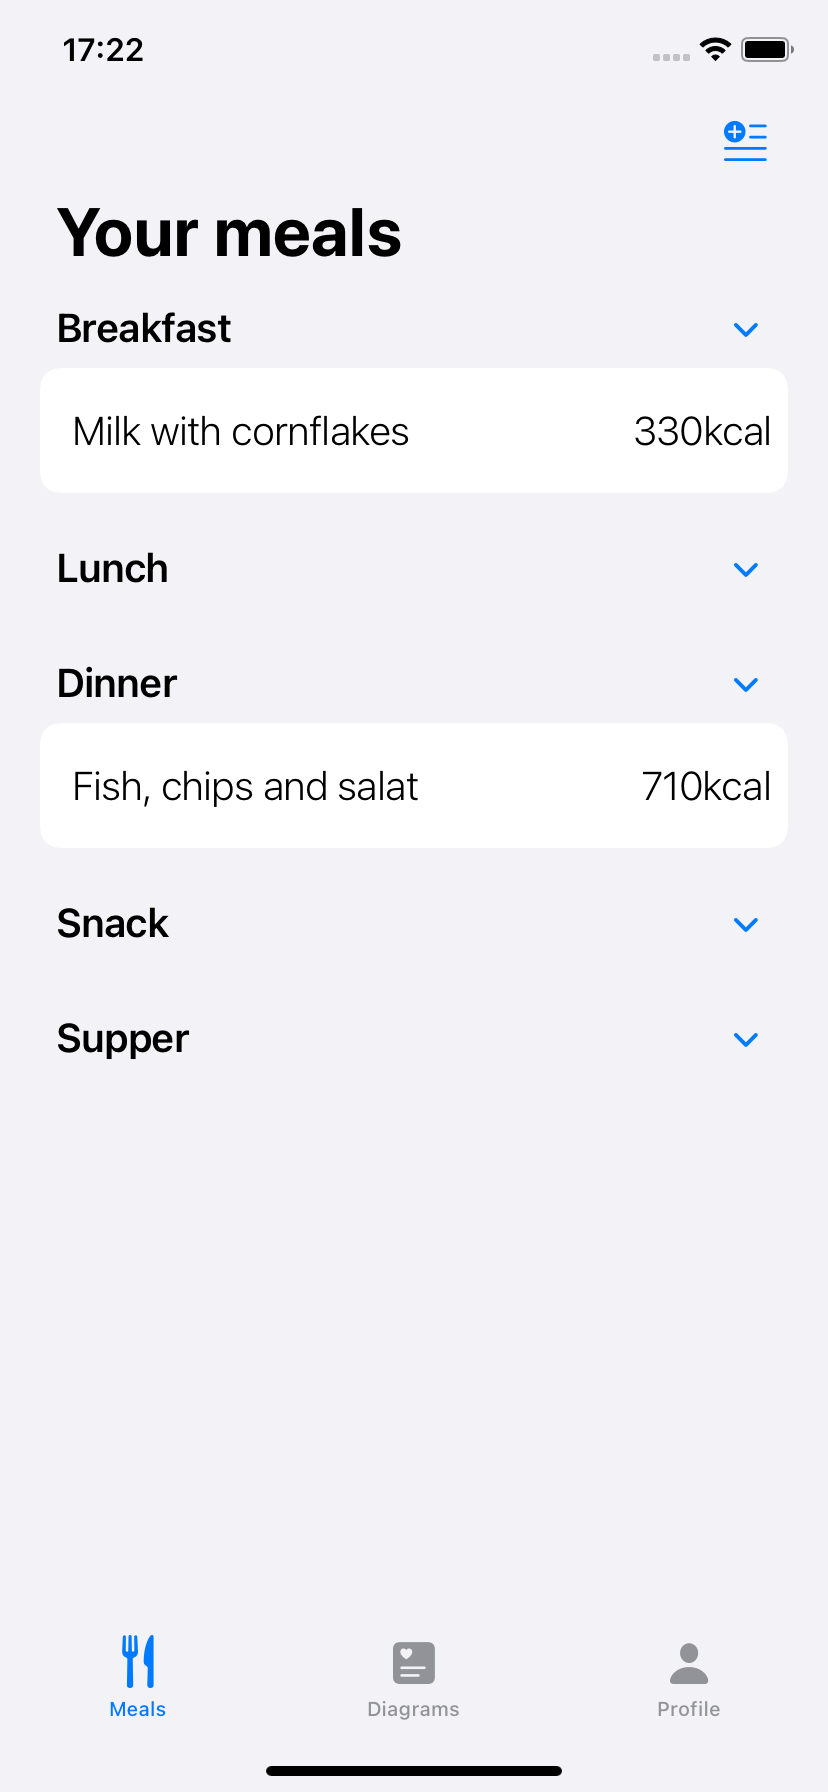 17:22
Your meals
Breakfast
Milk with cornflakes 330kcal
Lunch
Dinner
Fish, chips and salat 710kcal
Snack
Supper
Meals Diagrams Profile